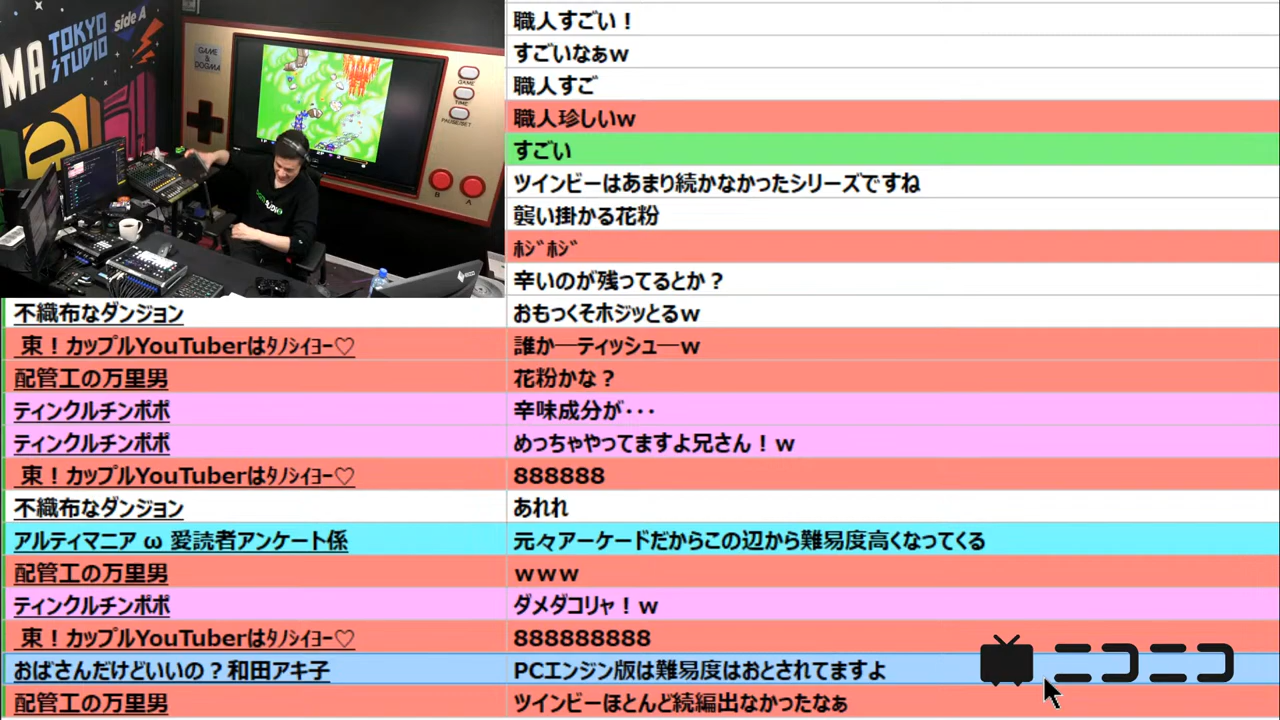 MA TOKYO STUDIO side A
GAME & DOGMA
GAME
TIME
PAUSE/SET
B A
職人すごい！
すごいなぁｗ
職人すご
職人珍しいw
すごい
ツインビーはあまり続かなかったシリーズですね
襲い掛かる花粉
ﾎｼﾞﾎｼﾞ
辛いのが残ってるとか？
不織布なダンジョン おもっくそホジッとるw
東！カップルYouTuberはﾀﾉｼｲﾖｰ♡ 誰か─ティッシュ─ｗ
配管工の万里男 花粉かな？
ティンクルチンポポ 辛味成分が･･･
ティンクルチンポポ めっちゃやってますよ兄さん！ｗ
東！カップルYouTuberはﾀﾉｼｲﾖｰ♡ 888888
不織布なダンジョン あれれ
アルティマニア ω 愛読者アンケート係 元々アーケードだからこの辺から難易度高くなってくる
配管工の万里男 ｗｗｗ
ティンクルチンポポ ダメダコリャ！ｗ
東！カップルYouTuberはﾀﾉｼｲﾖｰ♡ 888888888
おばさんだけどいいの？和田アキ子 PCエンジン版は難易度はおとされてますよ
配管工の万里男 ツインビーほとんど続編出なかったなぁ
ニコニコ